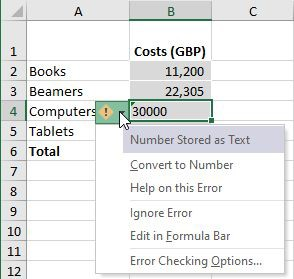 A B C
1 Costs (GBP)
2 Books 11,200
3 Beamers 22,305
4 Computers ! 30000
5 Tablets
6 Total
7 Number Stored as Text
8 Convert to Number
9 Help on this Error
10 Ignore Error
11 Edit in Formula Bar
12 Error Checking Options...